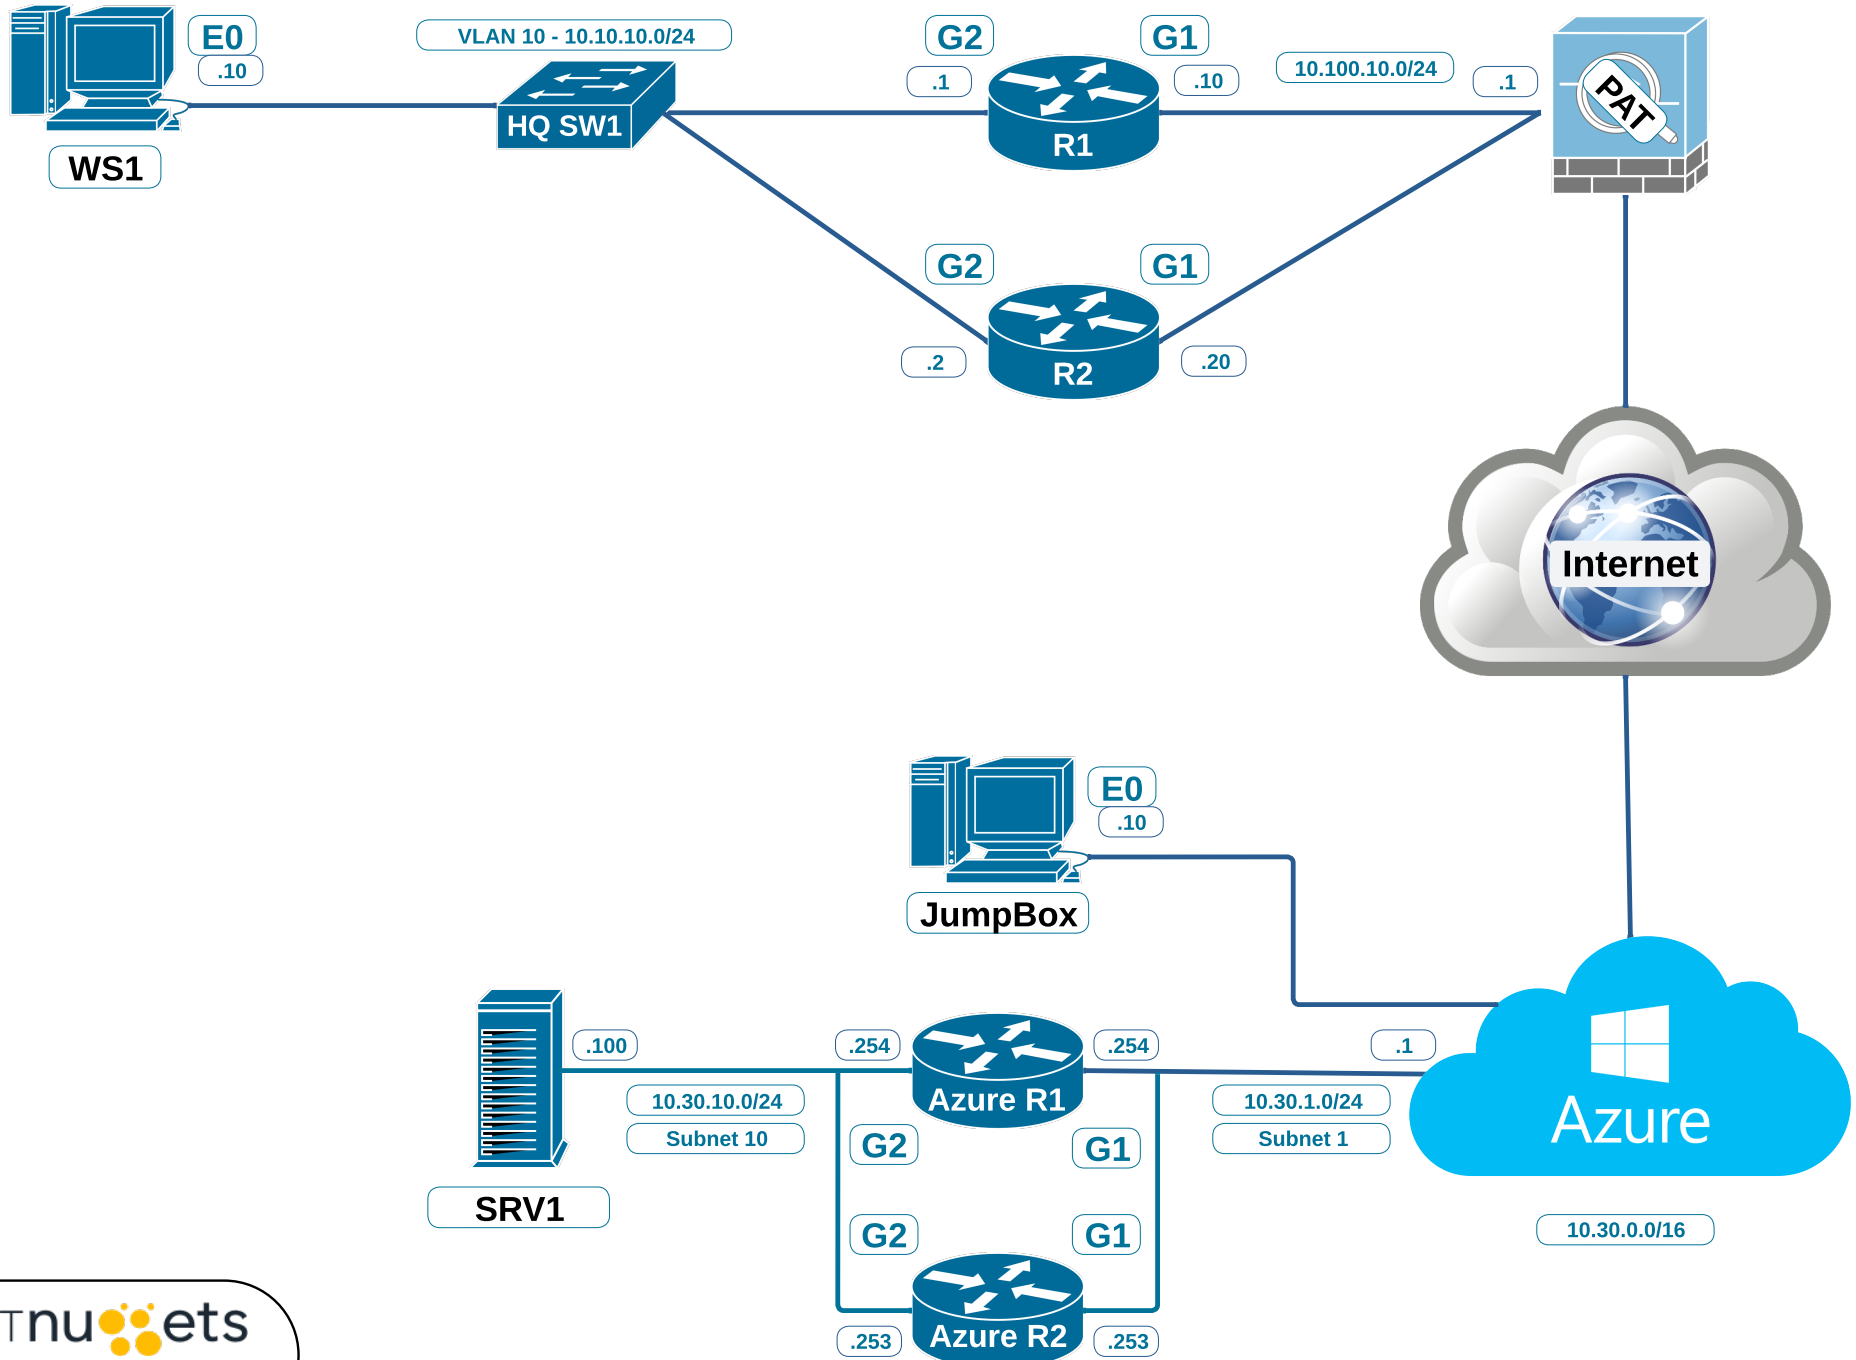 E0
.10
WS1
VLAN 10 - 10.10.10.0/24
HQ SW1
G2
G1
.1
.10
R1
10.100.10.0/24
.1
PAT
G2
G1
.2
.20
R2
Internet
E0
.10
JumpBox
.100
.254
.254
.1
Azure R1
10.30.10.0/24
Subnet 10
10.30.1.0/24
Subnet 1
G2
G1
Azure
SRV1
G2
G1
10.30.0.0/16
Azure R2
.253
.253
Tnuggets